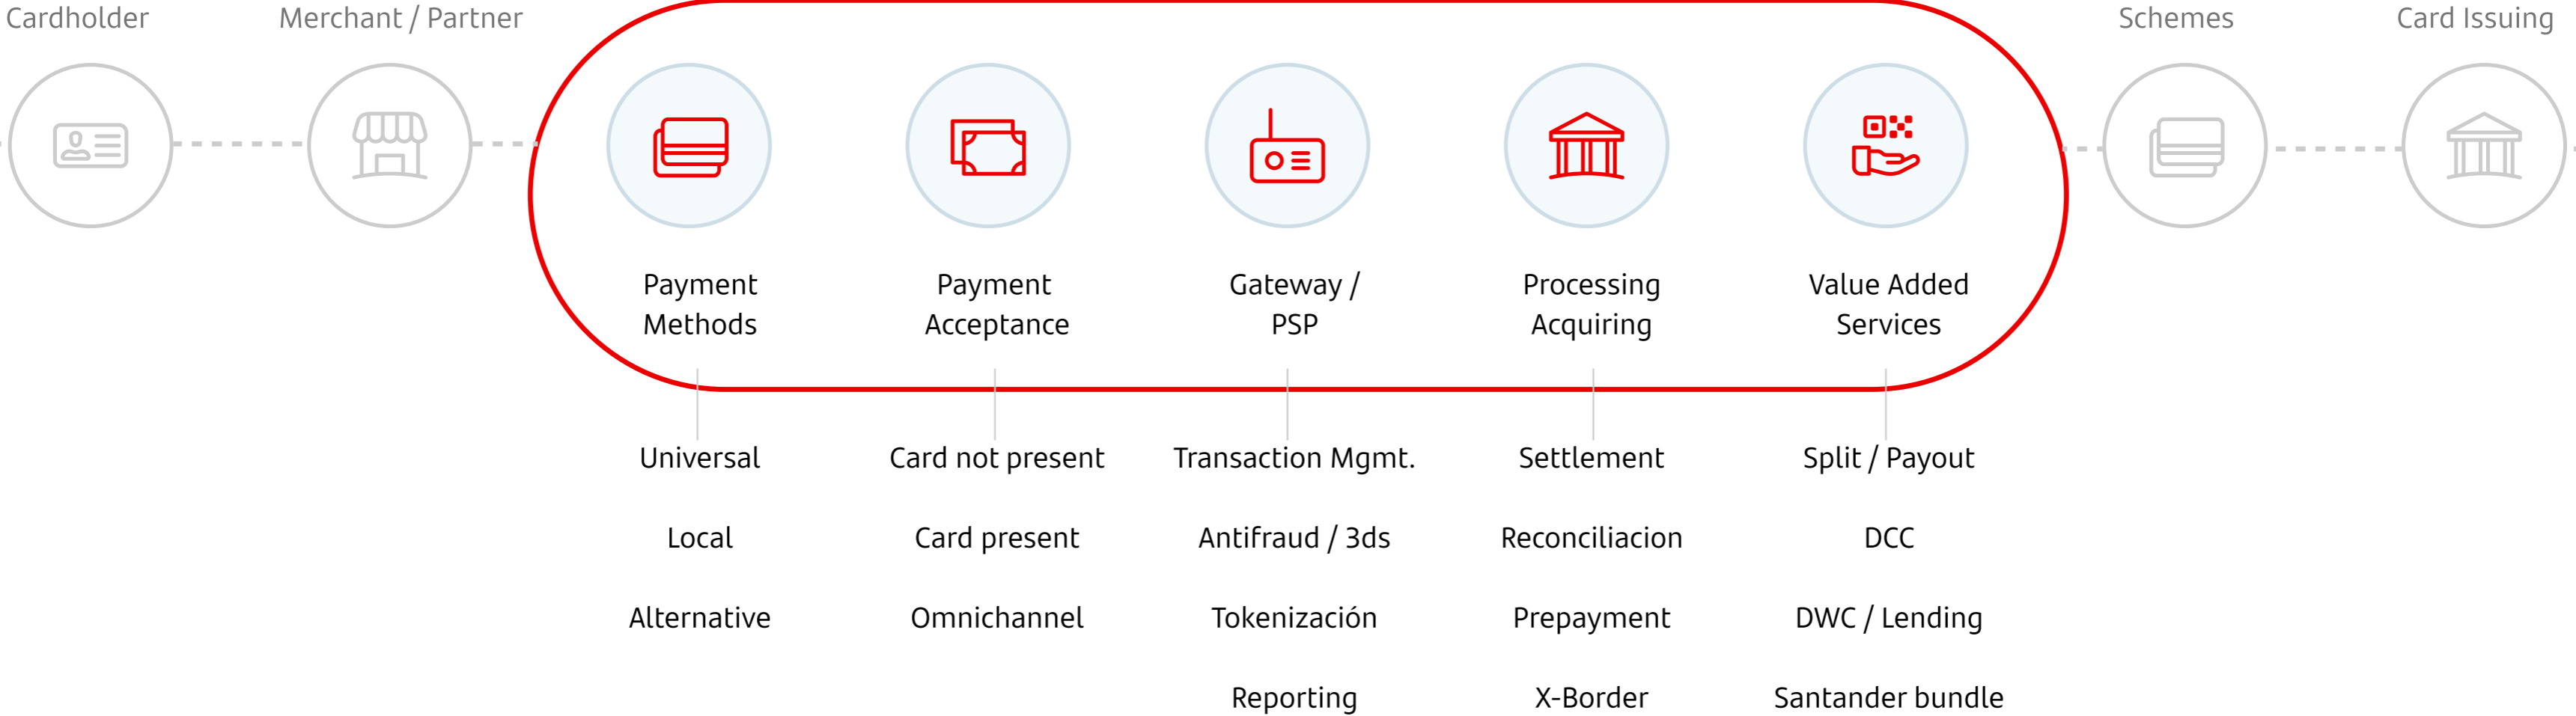 Cardholder
Merchant / Partner
Schemes
Card Issuing
Payment
Methods
Payment
Acceptance
Gateway /
PSP
Processing
Acquiring
Value Added
Services
Universal
Local
Alternative
Card not present
Card present
Omnichannel
Transaction Mgmt.
Antifraud / 3ds
Tokenización
Reporting
Settlement
Reconciliacion
Prepayment
X-Border
Split / Payout
DCC
DWC / Lending
Santander bundle